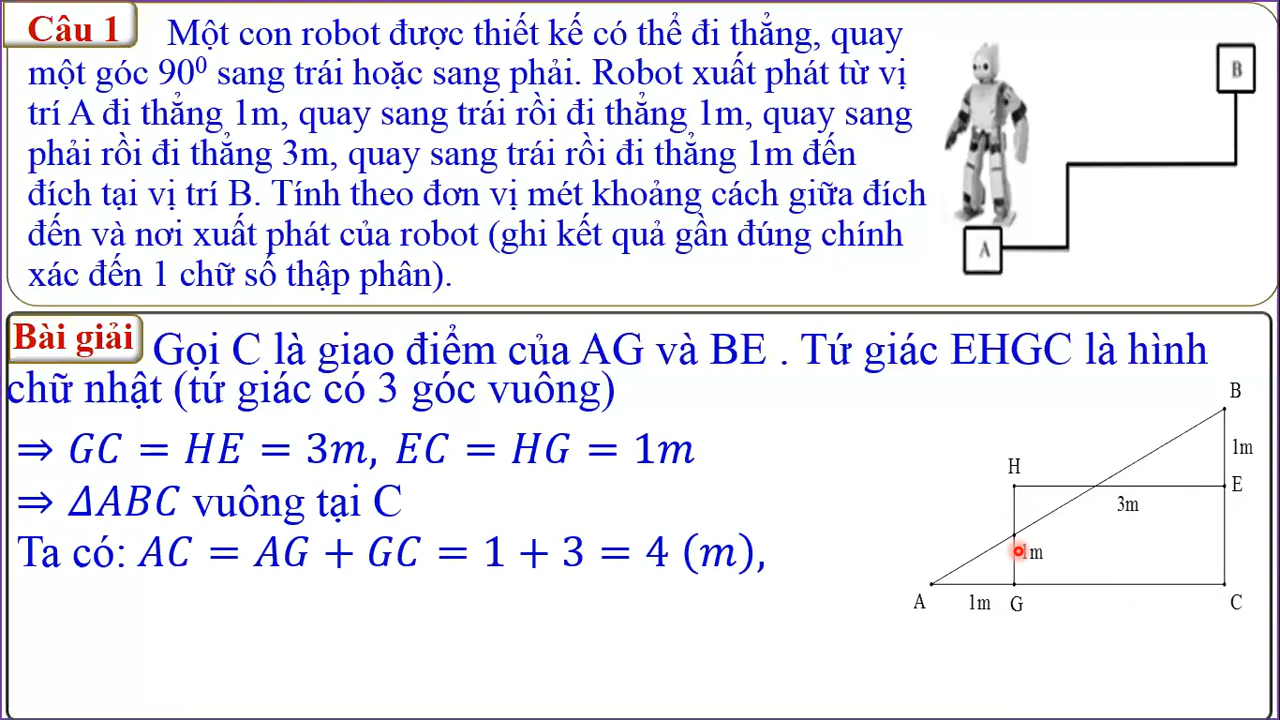 Câu 1 Một con robot được thiết kế có thể đi thẳng, quay
một góc 90⁰ sang trái hoặc sang phải. Robot xuất phát từ vị
trí A đi thẳng 1m, quay sang trái rồi đi thẳng 1m, quay sang
phải rồi đi thẳng 3m, quay sang trái rồi đi thẳng 1m đến
đích tại vị trí B. Tính theo đơn vị mét khoảng cách giữa đích
đến và nơi xuất phát của robot (ghi kết quả gần đúng chính
xác đến 1 chữ số thập phân).
B
A
Bài giải Gọi C là giao điểm của AG và BE . Tứ giác EHGC là hình
chữ nhật (tứ giác có 3 góc vuông)
⇒ GC = HE = 3m, EC = HG = 1m
⇒ ΔABC vuông tại C
Ta có: AC = AG + GC = 1 + 3 = 4 (m),
B
1m
H
E
3m
1m
A
1m
G
C